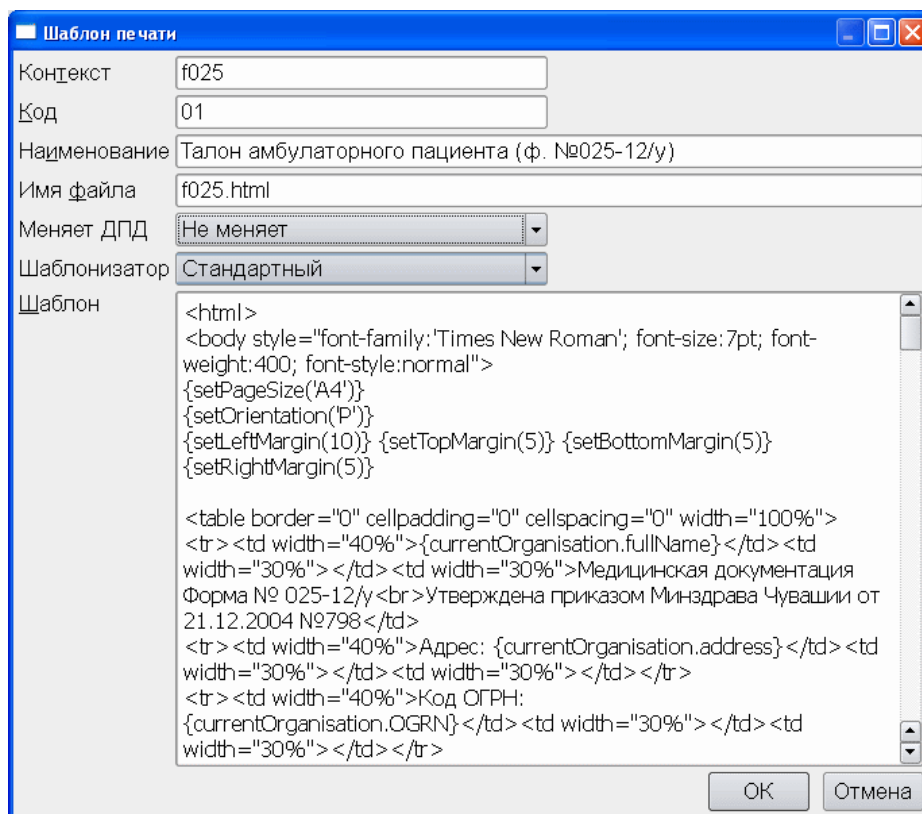 Шаблон печати
Контекст f025
Код 01
Наименование Талон амбулаторного пациента (ф. №025-12/у)
Имя файла f025.html
Меняет ДПД Не меняет
Шаблонизатор Стандартный
Шаблон
<html>
<body style="font-family:'Times New Roman'; font-size:7pt; font-
weight:400; font-style:normal">
{setPageSize('A4')}
{setOrientation('P')}
{setLeftMargin(10)} {setTopMargin(5)} {setBottomMargin(5)}
{setRightMargin(5)}
<table border="0" cellpadding="0" cellspacing="0" width="100%">
<tr><td width="40%">{currentOrganisation.fullName}</td><td
width="30%"></td><td width="30%">Медицинская документация
Форма № 025-12/у<br>Утверждена приказом Минздрава Чувашии от
21.12.2004 №798</td>
<tr><td width="40%">Адрес: {currentOrganisation.address}</td><td
width="30%"></td><td width="30%"></td></tr>
<tr><td width="40%">Код ОГРН:
{currentOrganisation.OGRN}</td><td width="30%"></td><td
width="30%"></td></tr>
ОК Отмена